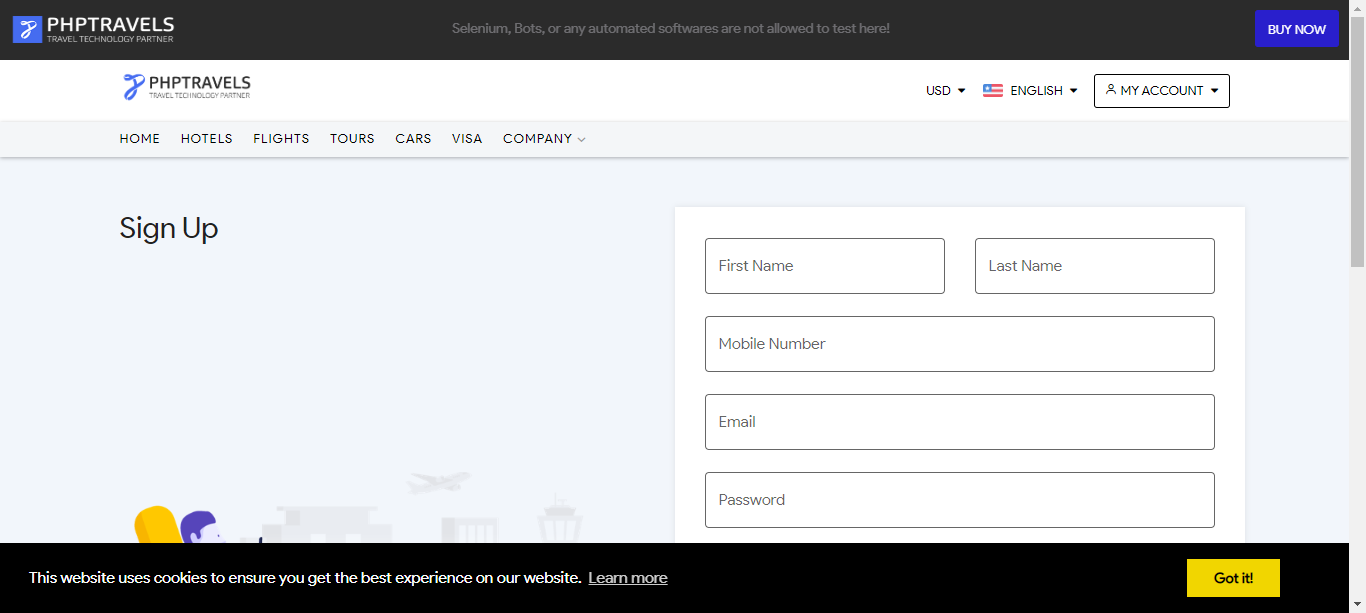 PHPTRAVELS
TRAVEL TECHNOLOGY PARTNER
Selenium, Bots, or any automated softwares are not allowed to test here!
BUY NOW
PHPTRAVELS
TRAVEL TECHNOLOGY PARTNER
USD
ENGLISH
MY ACCOUNT
HOME HOTELS FLIGHTS TOURS CARS VISA COMPANY
Sign Up
First Name
Last Name
Mobile Number
Email
Password
This website uses cookies to ensure you get the best experience on our website. Learn more
Got it!